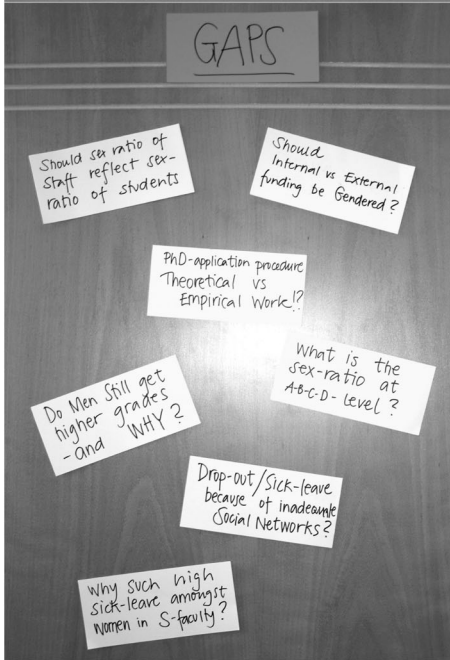 GAPS
Should sex ratio of
Staff reflect sex-
ratio of students
Should
Internal vs External
funding be Gendered?
PhD-application procedure
Theoretical vs
Empirical Work!?
What is the
sex-ratio at
A-B-C-D-level?
Do Men Still get
higher grades
-and WHY?
Drop-out/Sick-leave
because of inadequate
Social Networks?
Why such high
sick-leave amongst
Women in S-faculty?